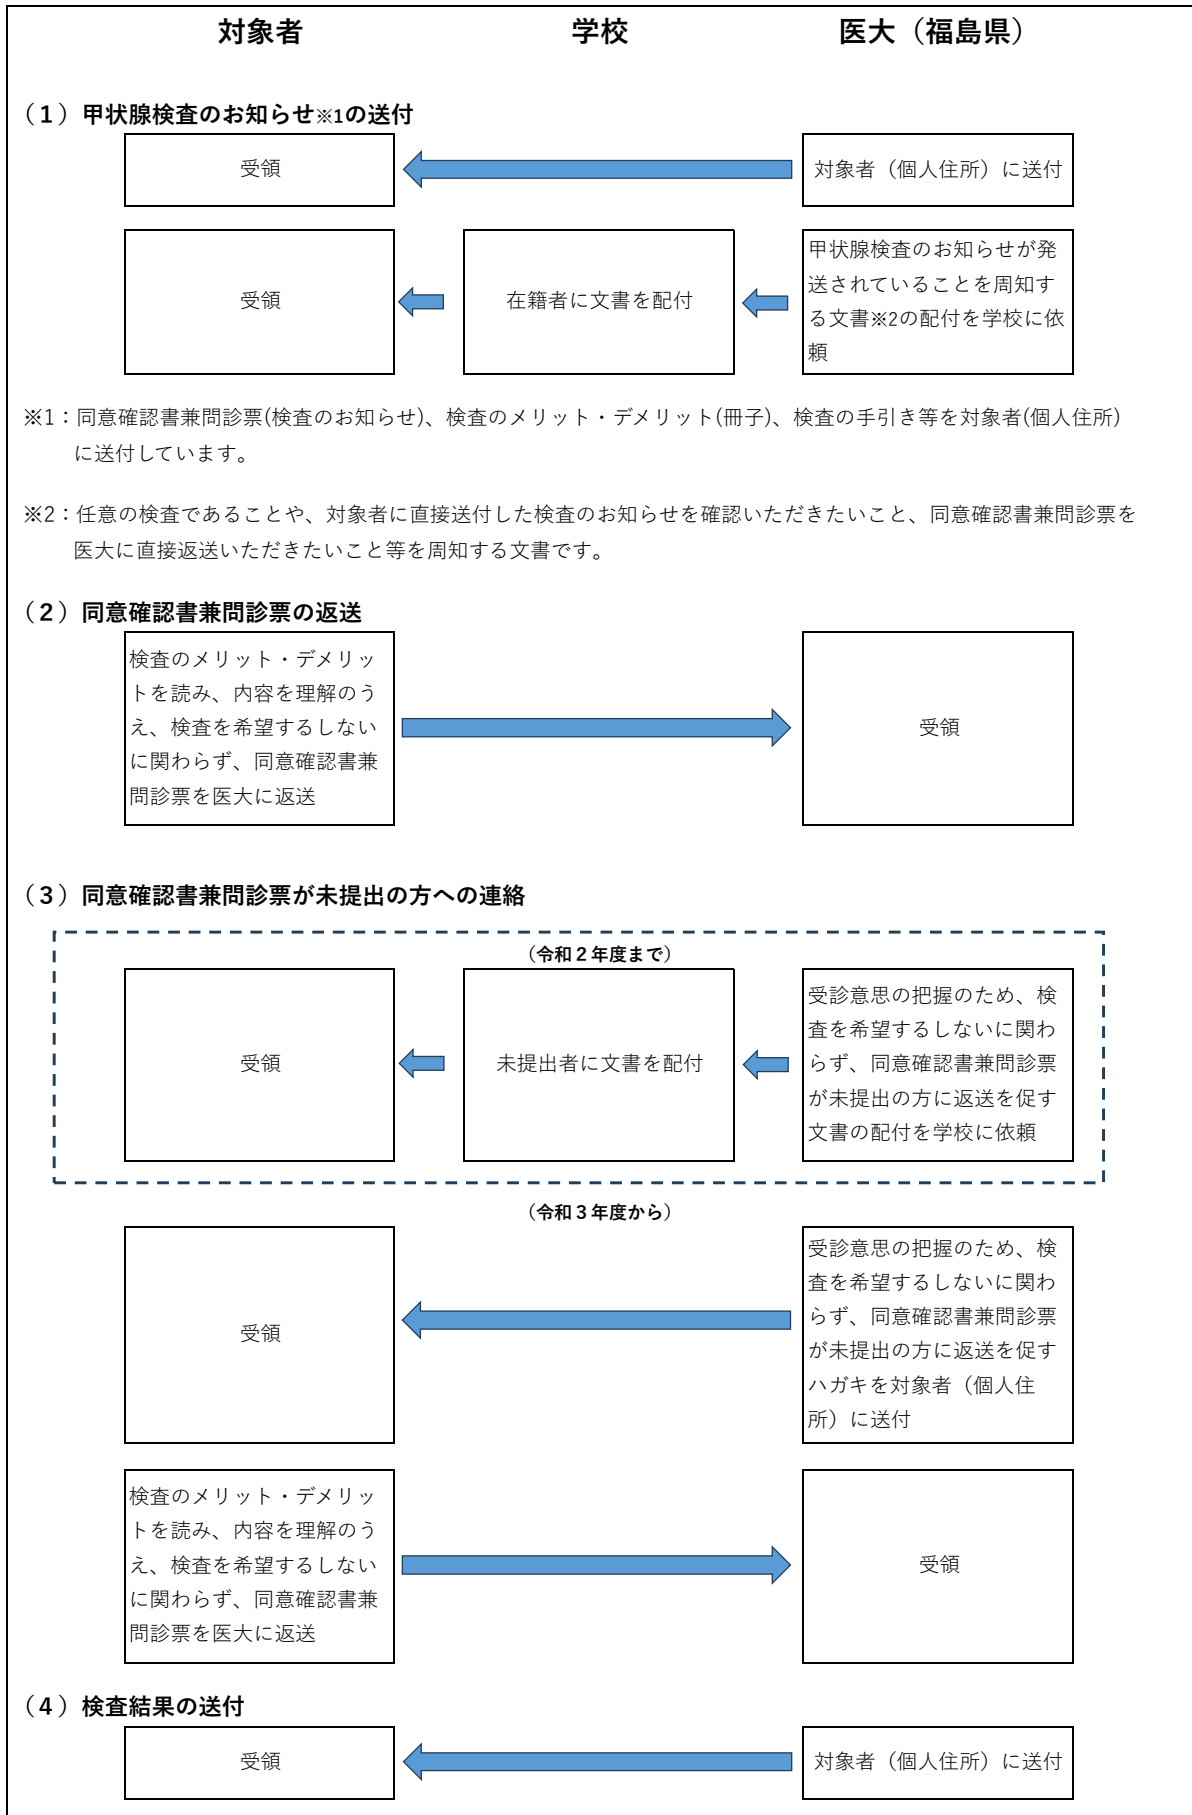 対象者 学校 医大（福島県）
（１）甲状腺検査のお知らせ※1の送付
受領
対象者（個人住所）に送付
受領
在籍者に文書を配付
甲状腺検査のお知らせが発
送されていることを周知す
る文書※2の配付を学校に依
頼
※1：同意確認書兼問診票(検査のお知らせ)、検査のメリット・デメリット(冊子)、検査の手引き等を対象者(個人住所)
に送付しています。
※2：任意の検査であることや、対象者に直接送付した検査のお知らせを確認いただきたいこと、同意確認書兼問診票を
医大に直接返送いただきたいこと等を周知する文書です。
（２）同意確認書兼問診票の返送
検査のメリット・デメリッ
トを読み、内容を理解のう
え、検査を希望するしない
に関わらず、同意確認書兼
問診票を医大に返送
受領
（３）同意確認書兼問診票が未提出の方への連絡
（令和２年度まで）
受領
未提出者に文書を配付
受診意思の把握のため、検
査を希望するしないに関わ
らず、同意確認書兼問診票
が未提出の方に返送を促す
文書の配付を学校に依頼
（令和３年度から）
受領
受診意思の把握のため、検
査を希望するしないに関わ
らず、同意確認書兼問診票
が未提出の方に返送を促す
ハガキを対象者（個人住
所）に送付
検査のメリット・デメリッ
トを読み、内容を理解のう
え、検査を希望するしない
に関わらず、同意確認書兼
問診票を医大に返送
受領
（４）検査結果の送付
受領
対象者（個人住所）に送付